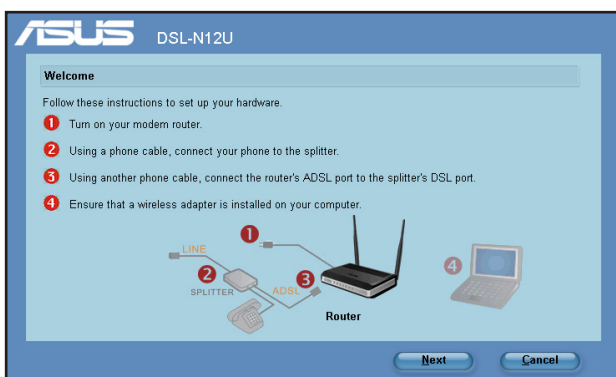 ASUS DSL-N12U
Welcome
Follow these instructions to set up your hardware.
1 Turn on your modem router.
2 Using a phone cable, connect your phone to the splitter.
3 Using another phone cable, connect the router's ADSL port to the splitter's DSL port.
4 Ensure that a wireless adapter is installed on your computer.
LINE
1
2
SPLITTER
ADSL
3
4
Router
Next Cancel